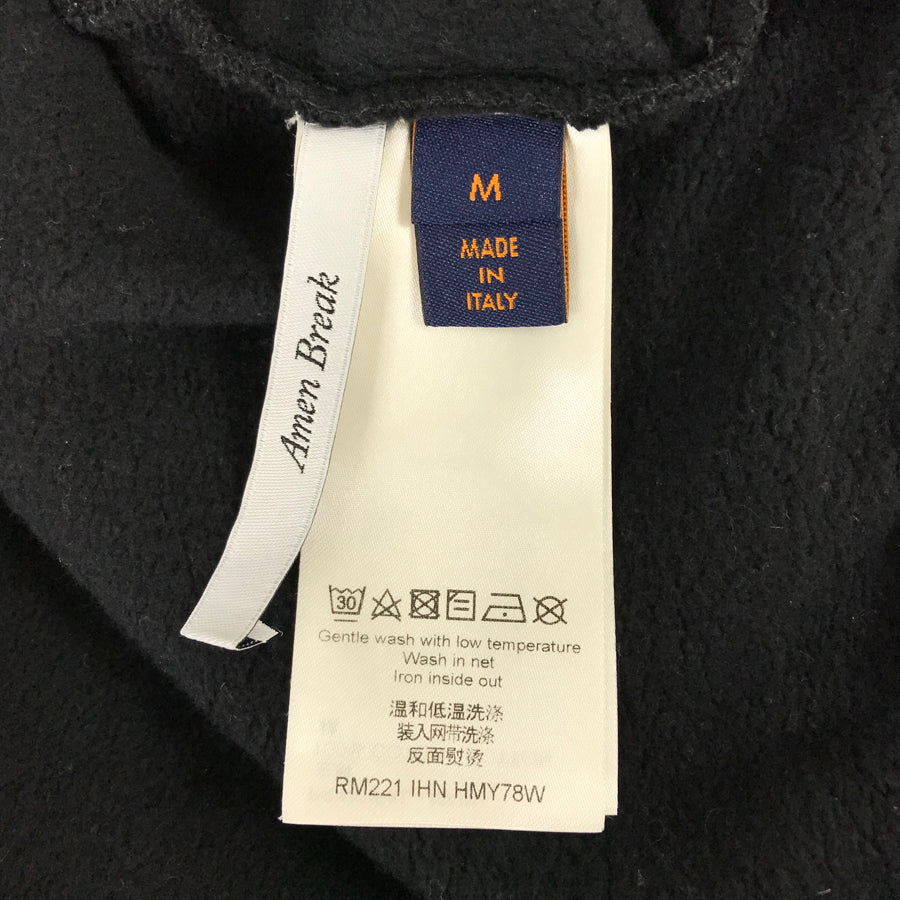 Amen Break
M
MADE
IN
ITALY
30
Gentle wash with low temperature
Wash in net
Iron inside out
温和低温洗涤
装入网带洗涤
反面熨烫
RM221 IHN HMY78W